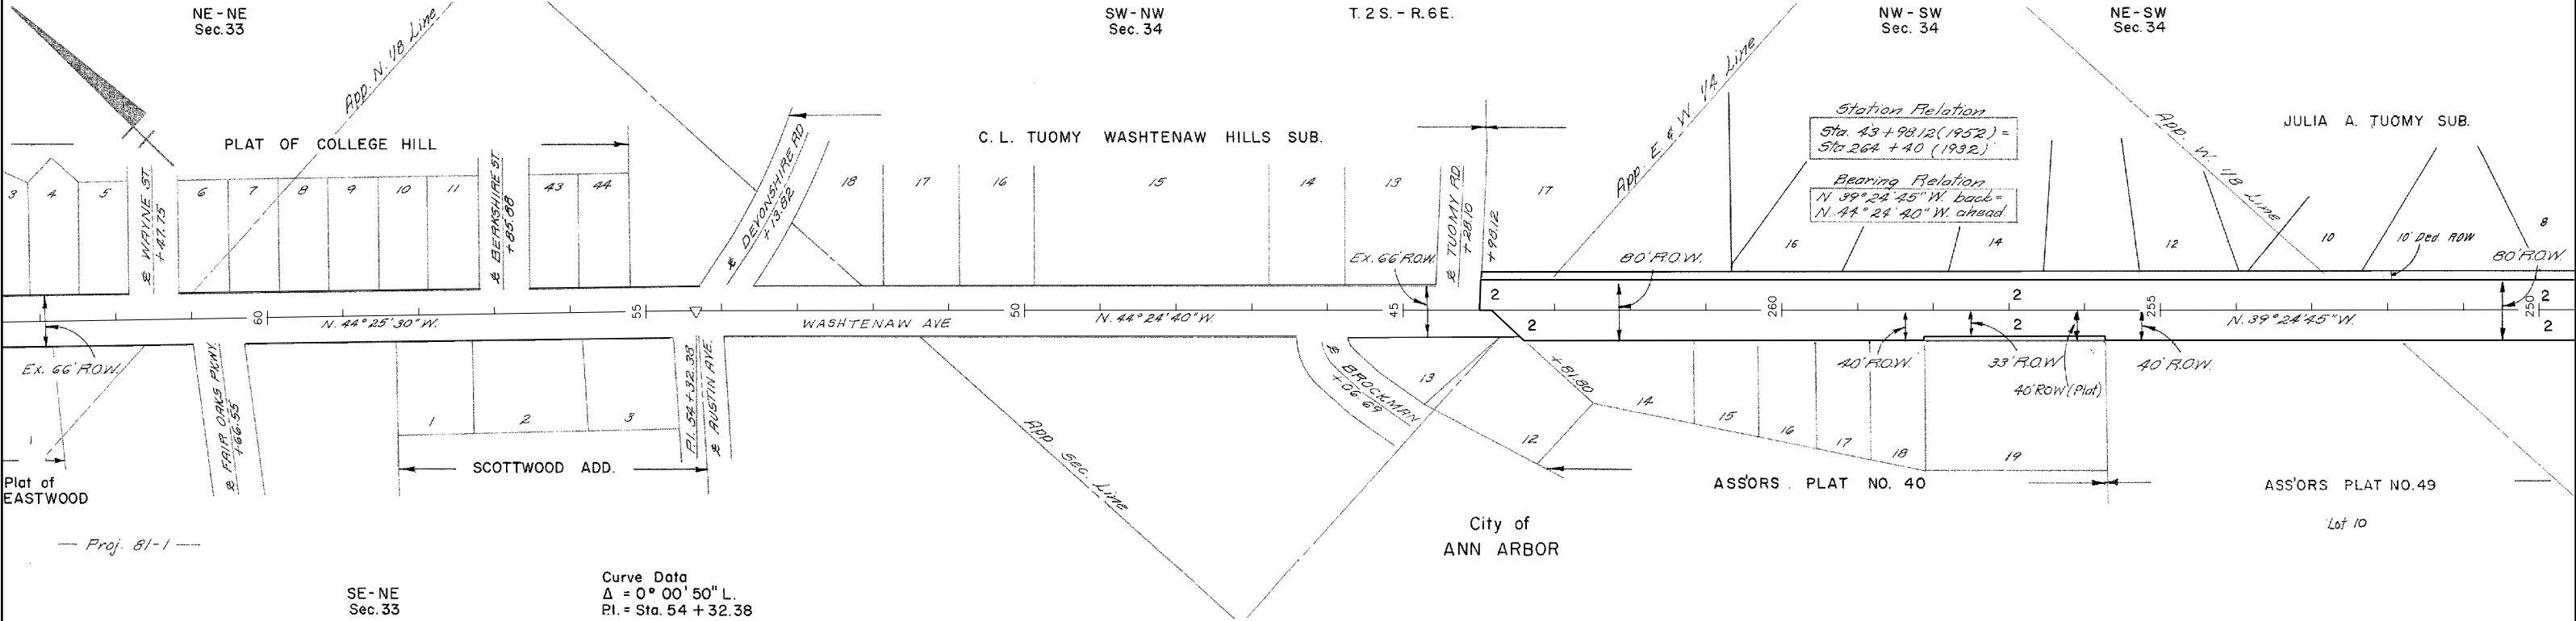 NE-NE
Sec. 33
SW-NW
Sec. 34
T. 2 S. - R. 6 E.
NW-SW
Sec. 34
NE-SW
Sec. 34
App. N. 1/8 Line
App. E. & W. 1/4 Line
App. W. 1/8 Line
Station Relation
Sta. 43 + 98.12 (1952) =
Sta 264 + 40 (1932)
Bearing Relation
N 39° 24' 45" W. back =
N. 44° 24' 40" W. ahead
PLAT OF COLLEGE HILL
C. L. TUOMY WASHTENAW HILLS SUB.
JULIA A. TUOMY SUB.
3
4
5
℄ WAYNE ST.
+47.75
6
7
8
9
10
11
℄ BERKSHIRE ST.
+85.88
43
44
℄ DEVONSHIRE RD
+13.82
18
17
16
15
14
13
℄ TUOMY RD
+28.10
+98.12
17
16
14
12
10
8
10' Ded. ROW
Ex. 66' R.O.W.
80' R.O.W.
80' R.O.W.
2
2
2
60
55
50
45
260
255
250
N. 44° 25' 30" W.
WASHTENAW AVE
N. 44° 24' 40" W.
N. 39° 24' 45" W.
2
2
2
Ex. 66' R.O.W.
40' R.O.W.
33' R.O.W.
40' ROW (Plat)
40' R.O.W.
1
℄ FAIR OAKS PKWY.
+66.55
1
2
3
P.I. 54 + 32.38
℄ AUSTIN AVE.
App. Sec. Line
℄ BROCKMAN
+06.69
13
12
+81.80
14
15
16
17
18
19
Plat of
EASTWOOD
SCOTTWOOD ADD.
ASS'ORS. PLAT NO. 40
ASS'ORS PLAT NO. 49
Lot 10
City of
ANN ARBOR
Proj. 81-1
SE-NE
Sec. 33
Curve Data
Δ = 0° 00' 50" L.
P.I. = Sta. 54 + 32.38